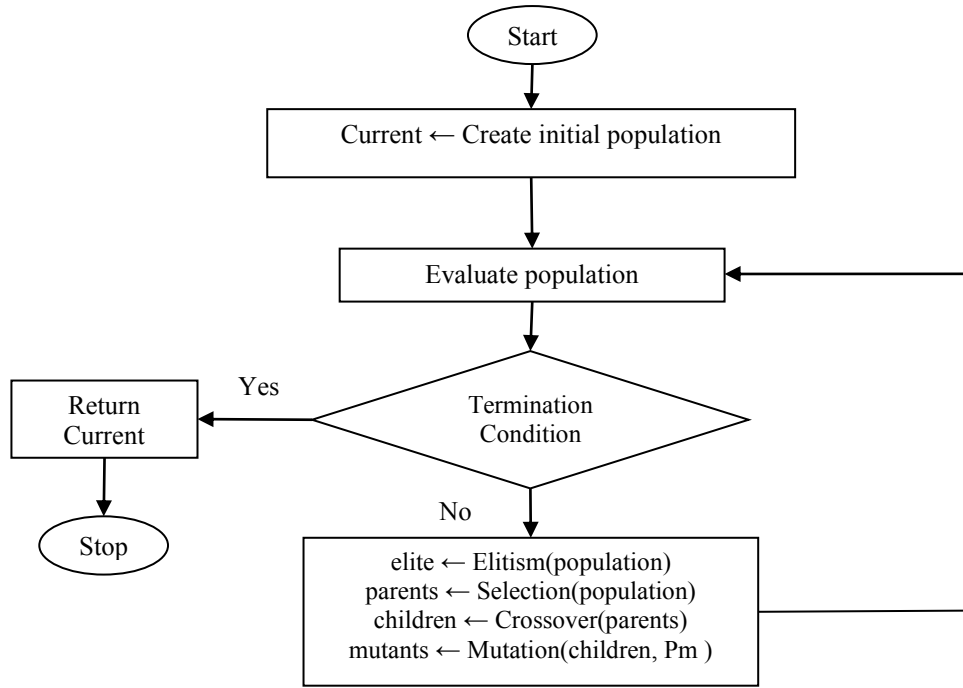 Start
Current ← Create initial population
Evaluate population
Termination
Condition
Yes
Return
Current
Stop
No
elite ← Elitism(population)
parents ← Selection(population)
children ← Crossover(parents)
mutants ← Mutation(children, Pm )